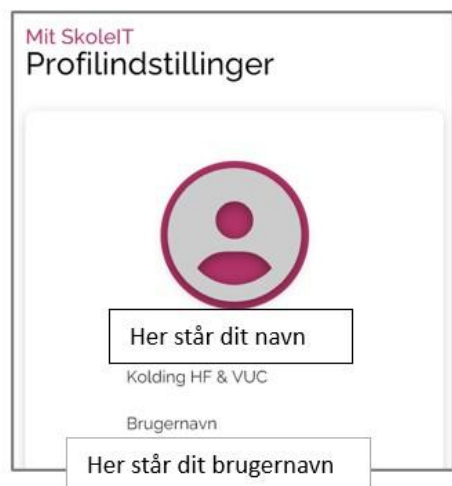 Mit SkoleIT
Profilindstillinger
Her står dit navn
Kolding HF & VUC
Brugernavn
Her står dit brugernavn